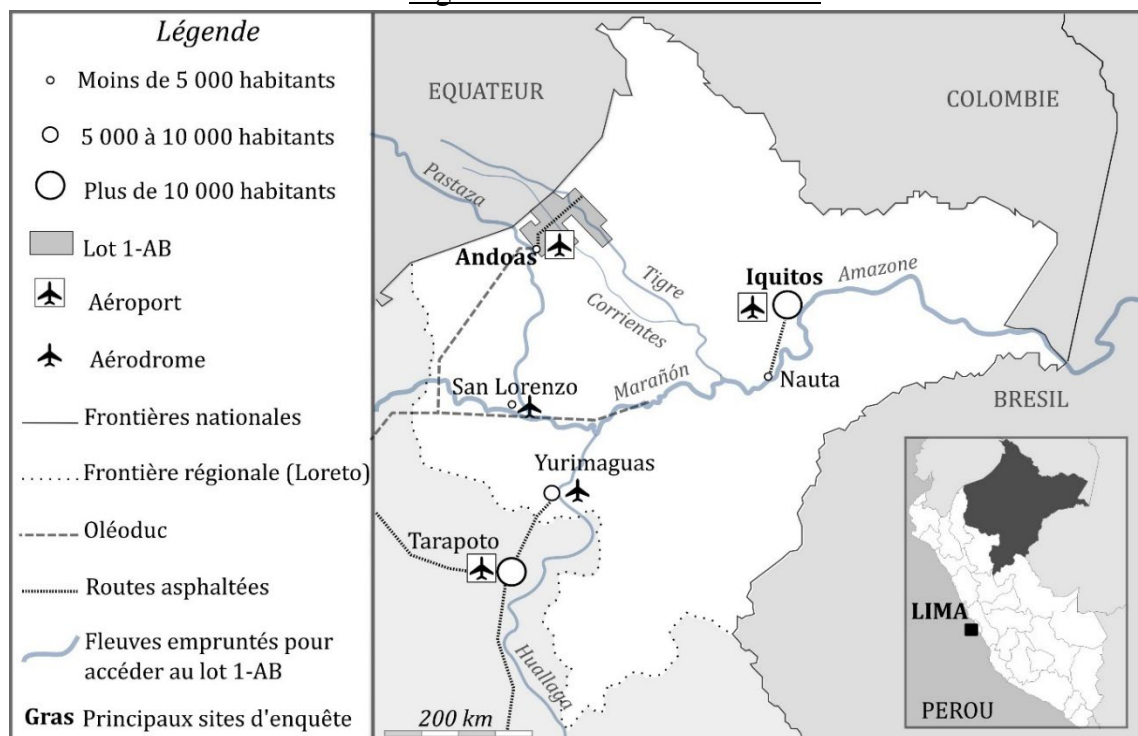 Légende
Moins de 5 000 habitants
5 000 à 10 000 habitants
Plus de 10 000 habitants
Lot 1-AB
Aéroport
Aérodrome
Frontières nationales
Frontière régionale (Loreto)
Oléoduc
Routes asphaltées
Fleuves empruntés pour
accéder au lot 1-AB
Gras Principaux sites d'enquête
EQUATEUR
COLOMBIE
Pastaza
Andoas
Tigre
Corrientes
Iquitos
Amazone
San Lorenzo
Marañón
Nauta
BRESIL
Yurimaguas
Tarapoto
Huallaga
200 km
LIMA
PEROU